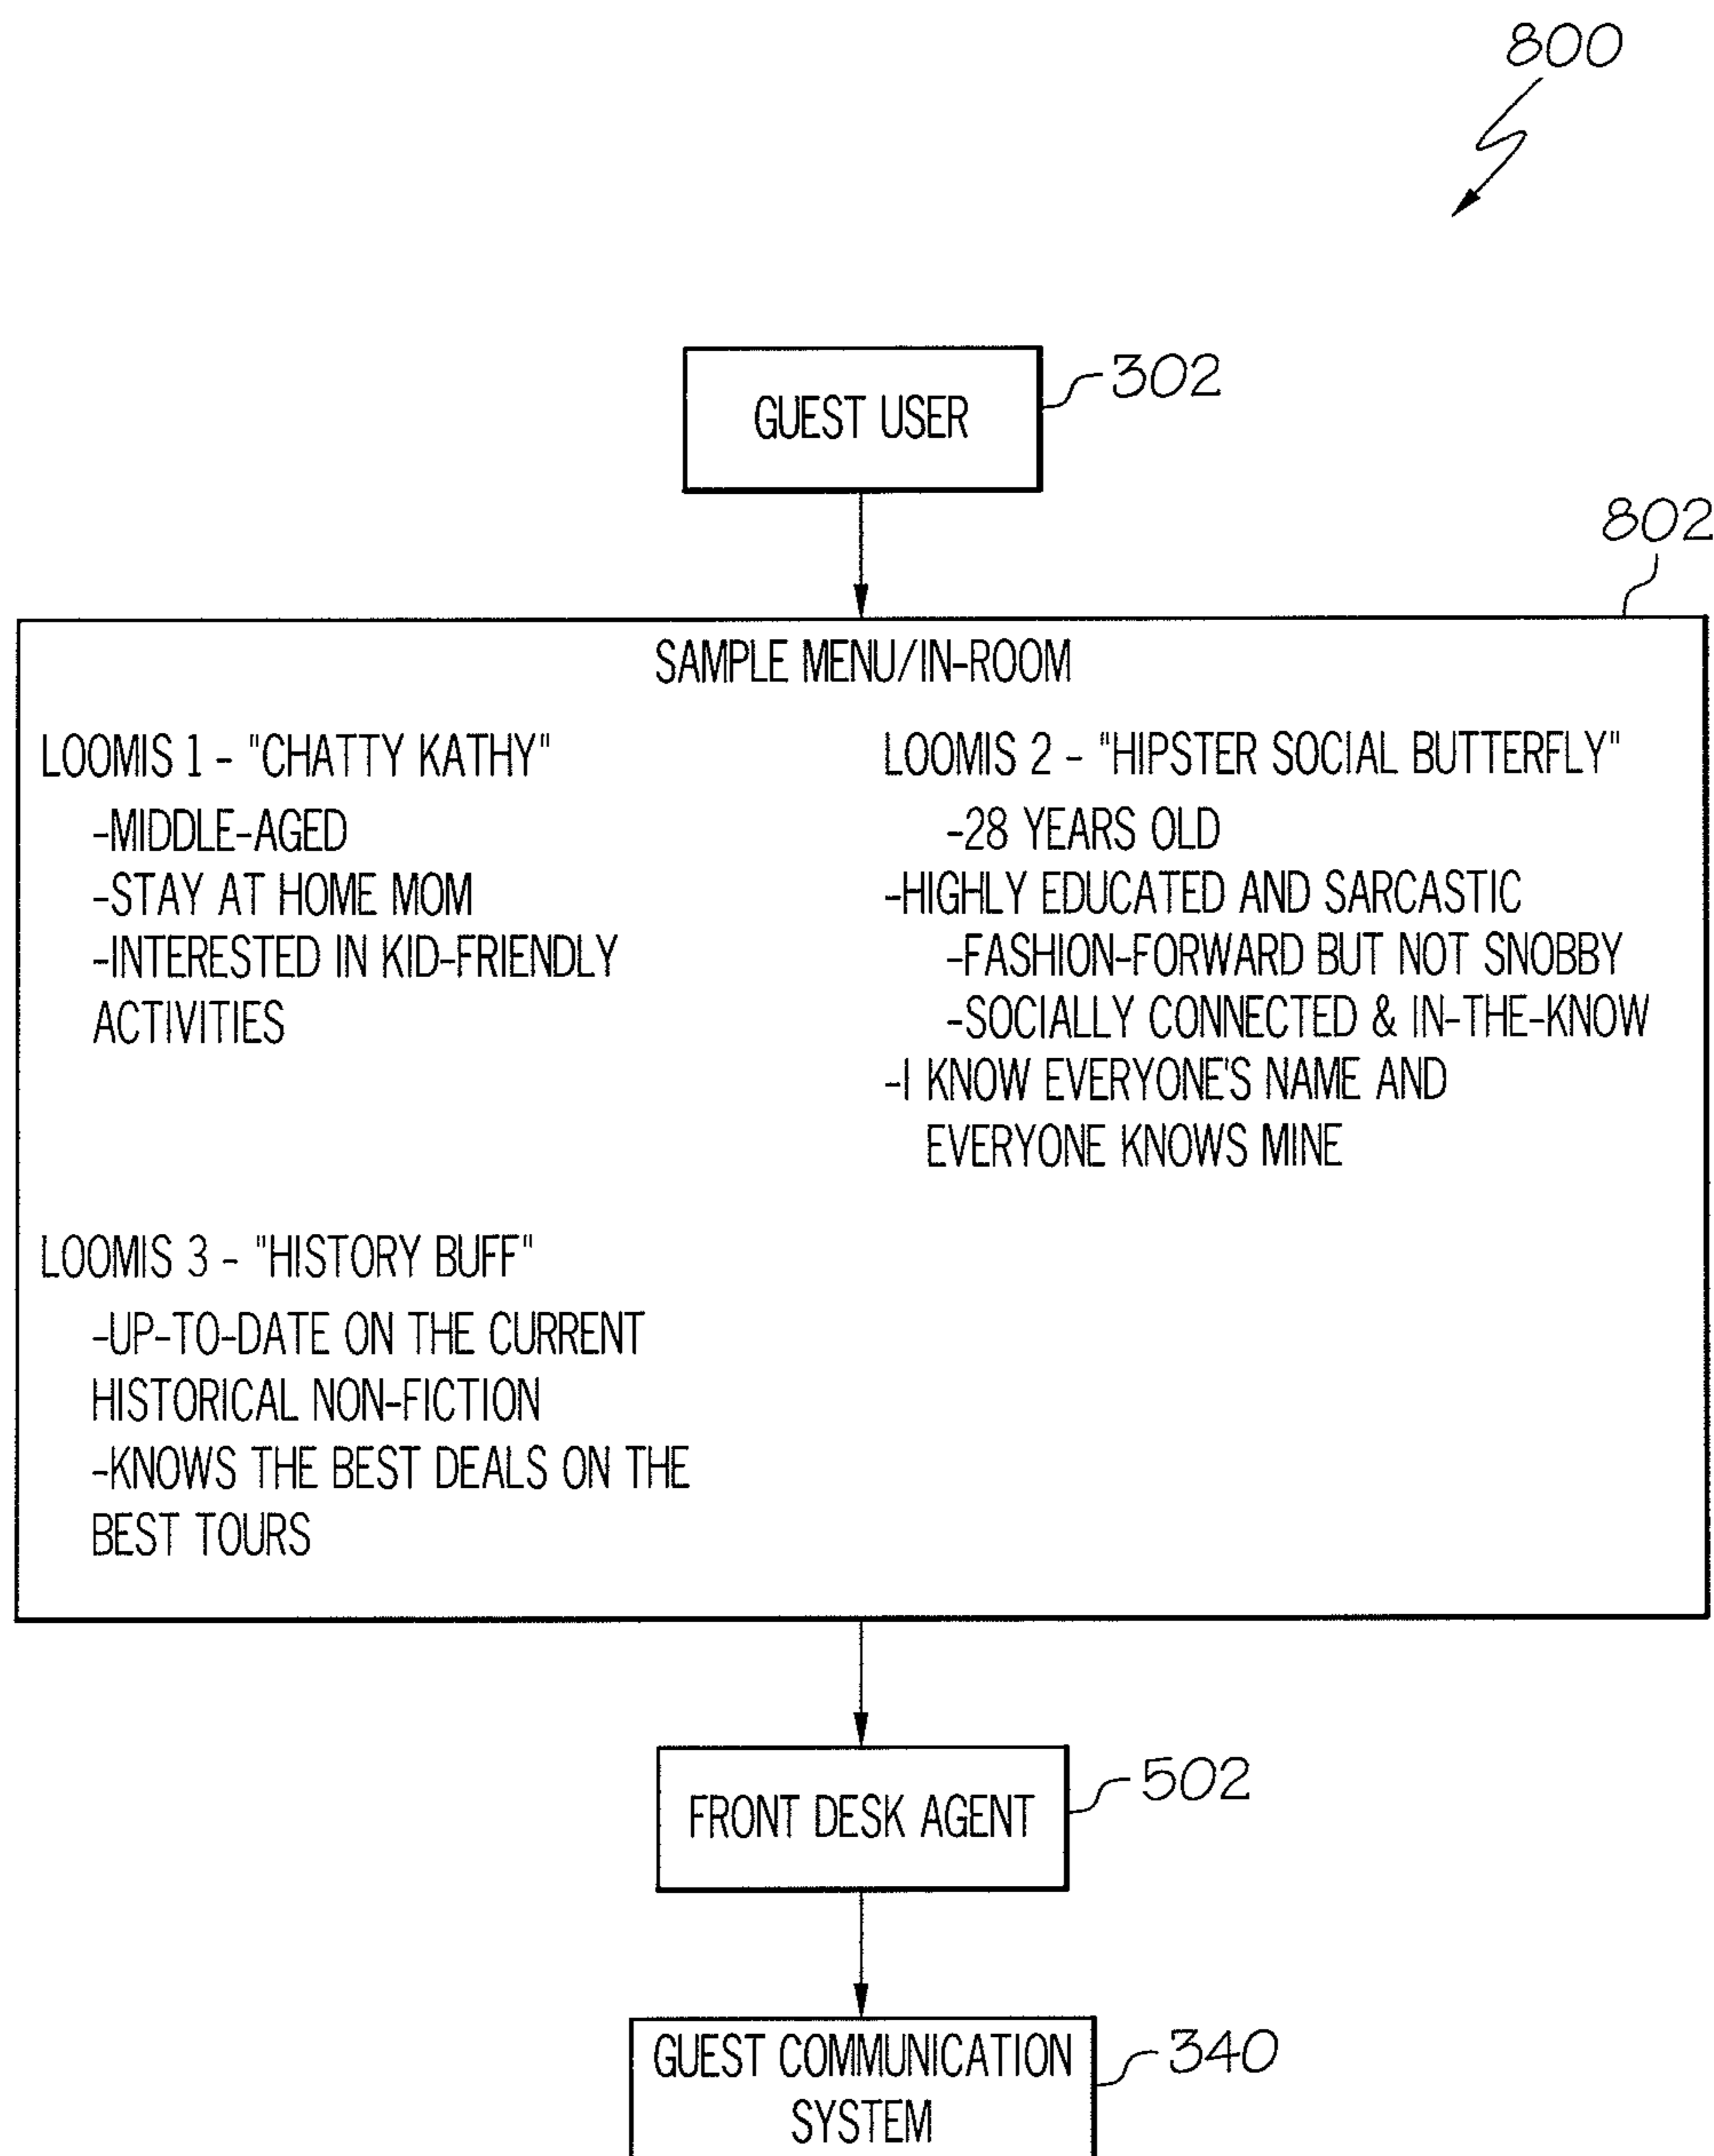 800
GUEST USER
302
802
SAMPLE MENU/IN-ROOM
LOOMIS 1 - "CHATTY KATHY"
-MIDDLE-AGED
-STAY AT HOME MOM
-INTERESTED IN KID-FRIENDLY
ACTIVITIES
LOOMIS 2 - "HIPSTER SOCIAL BUTTERFLY"
-28 YEARS OLD
-HIGHLY EDUCATED AND SARCASTIC
-FASHION-FORWARD BUT NOT SNOBBY
-SOCIALLY CONNECTED & IN-THE-KNOW
-I KNOW EVERYONE'S NAME AND
EVERYONE KNOWS MINE
LOOMIS 3 - "HISTORY BUFF"
-UP-TO-DATE ON THE CURRENT
HISTORICAL NON-FICTION
-KNOWS THE BEST DEALS ON THE
BEST TOURS
FRONT DESK AGENT
502
GUEST COMMUNICATION
SYSTEM
340